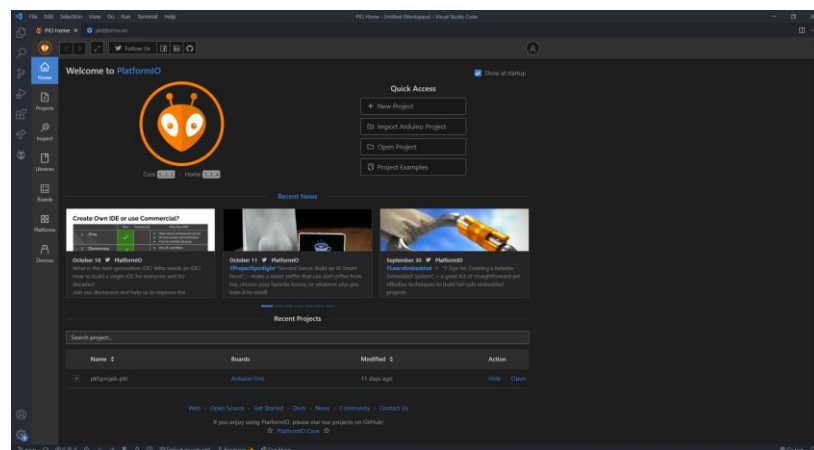 File Edit Selection View Go Run Terminal Help
PIO Home - Untitled (Workspace) - Visual Studio Code
PIO Home
platformio.ini
Follow Us
Home
Projects
Inspect
Libraries
Boards
Platforms
Devices
Welcome to PlatformIO
Show at startup
Core Home
Quick Access
New Project
Import Arduino Project
Open Project
Project Examples
Recent News
Create Own IDE or use Commercial?
October 18 PlatformIO
What is the next-generation IDE? Who needs an IDE?
How to build a single IDE for everyone and for
decades?
Join our discussion and help us to improve the
October 11 PlatformIO
#ProjectSpotlight "Second Sense: Build an AI Smart
Nose", - make a smart sniffer that can sort coffee from
tea, choose your favorite booze, or whatever else you
train it to smell!
September 30 PlatformIO
#LearnEmbedded - "7 Tips for Creating a Reliable
Embedded System", - a good list of straightforward yet
effective techniques to build fail-safe embedded
projects
Recent Projects
Search project...
Name Boards Modified Action
Arduino Uno 11 days ago Hide Open
Web · Open Source · Get Started · Docs · News · Community · Contact Us
If you enjoy using PlatformIO, please star our projects on GitHub!
PlatformIO Core